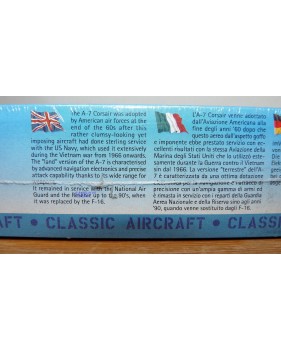 The A-7 Corsair was adopted
by American air forces at the
end of the 60s after this
rather clumsy-looking yet
imposing aircraft had done sterling service
with the US Navy, which used it extensively
during the Vietnam war from 1966 onwards.
The "land" version of the A-7 is characterised
by advanced navigation electronics and precise
attack capability thanks to its wide range for
It remained in service with the National Air
Guard and the up to 90's, when
it was replaced by the F-16.
L'A-7 Corsair venne adottato
dall'Aviazione Americana alla
fine degli anni '60 dopo che
questo aereo dall'aspetto goffo
e imponente ebbe prestato servizio con ec-
cellenti risultati con la stessa Aviazione della
Marina degli Stati Uniti che lo utilizzò este-
samente durante la Guerra contro il Vietnam
sin dal 1966. La versione "terrestre" dell'A-
7 è caratterizzata da una ottima dotazione
la navigazione e l'attacco di
precisione con un'ampia gamma di armi ed
è rimasto in servizio nei reparti della Guardia
Aerea Nazionale e della Riserva sino agli anni
'90, quando venne sostituito dagli F-16.
AFT • CLASSIC AIRCRAFT • CLASSI